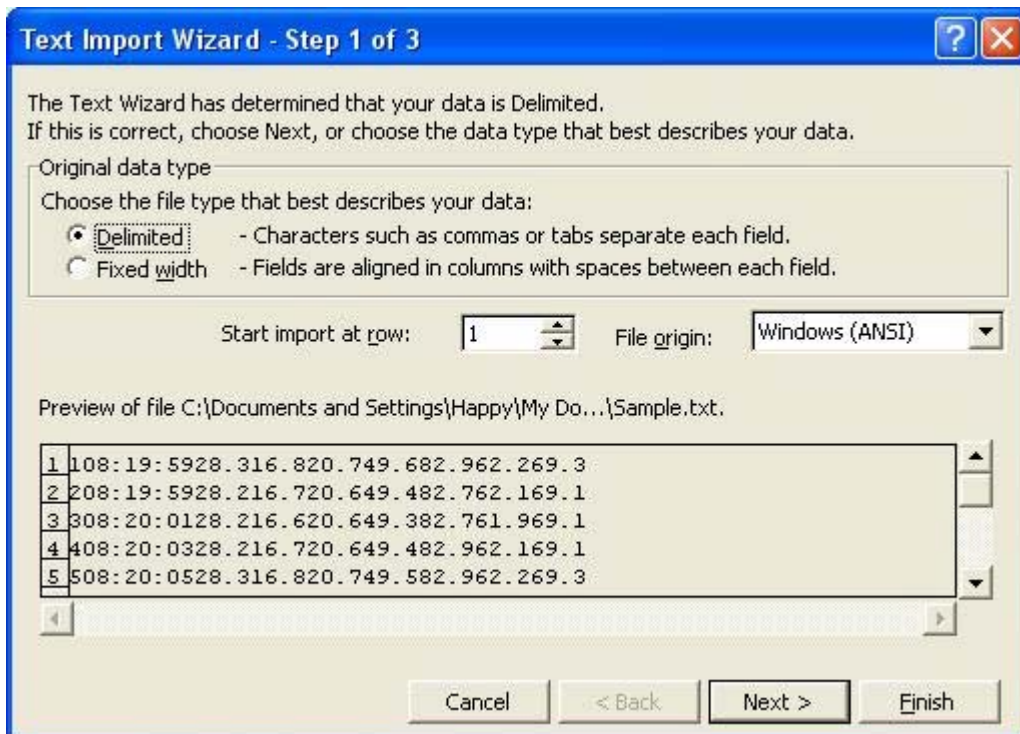 Text Import Wizard - Step 1 of 3
The Text Wizard has determined that your data is Delimited.
If this is correct, choose Next, or choose the data type that best describes your data.
Original data type
Choose the file type that best describes your data:
Delimited - Characters such as commas or tabs separate each field.
Fixed width - Fields are aligned in columns with spaces between each field.
Start import at row: 1 File origin: Windows (ANSI)
Preview of file C:\Documents and Settings\Happy\My Do...\Sample.txt.
1 108:19:5928.316.820.749.682.962.269.3
2 208:19:5928.216.720.649.482.762.169.1
3 308:20:0128.216.620.649.382.761.969.1
4 408:20:0328.216.720.649.482.962.169.1
5 508:20:0528.316.820.749.582.962.269.3
Cancel < Back Next > Finish